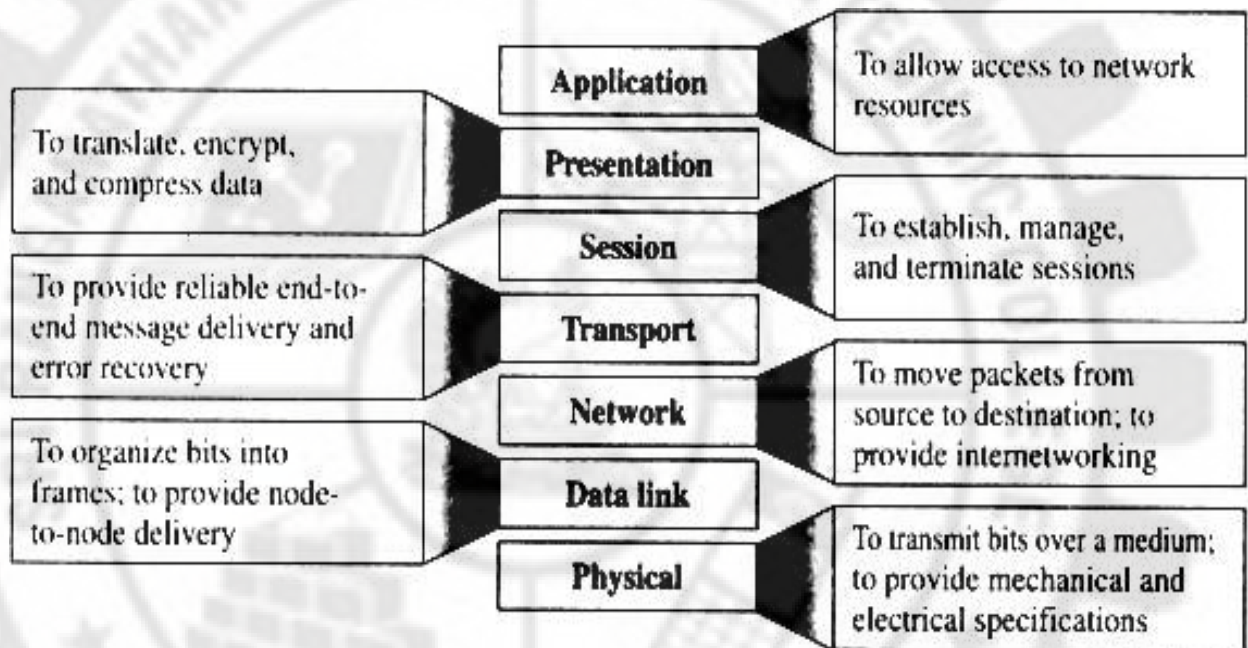 Application
To allow access to network
resources
To translate, encrypt,
and compress data
Presentation
Session
To establish, manage,
and terminate sessions
To provide reliable end-to-
end message delivery and
error recovery
Transport
Network
To move packets from
source to destination; to
provide internetworking
To organize bits into
frames; to provide node-
to-node delivery
Data link
Physical
To transmit bits over a medium;
to provide mechanical and
electrical specifications